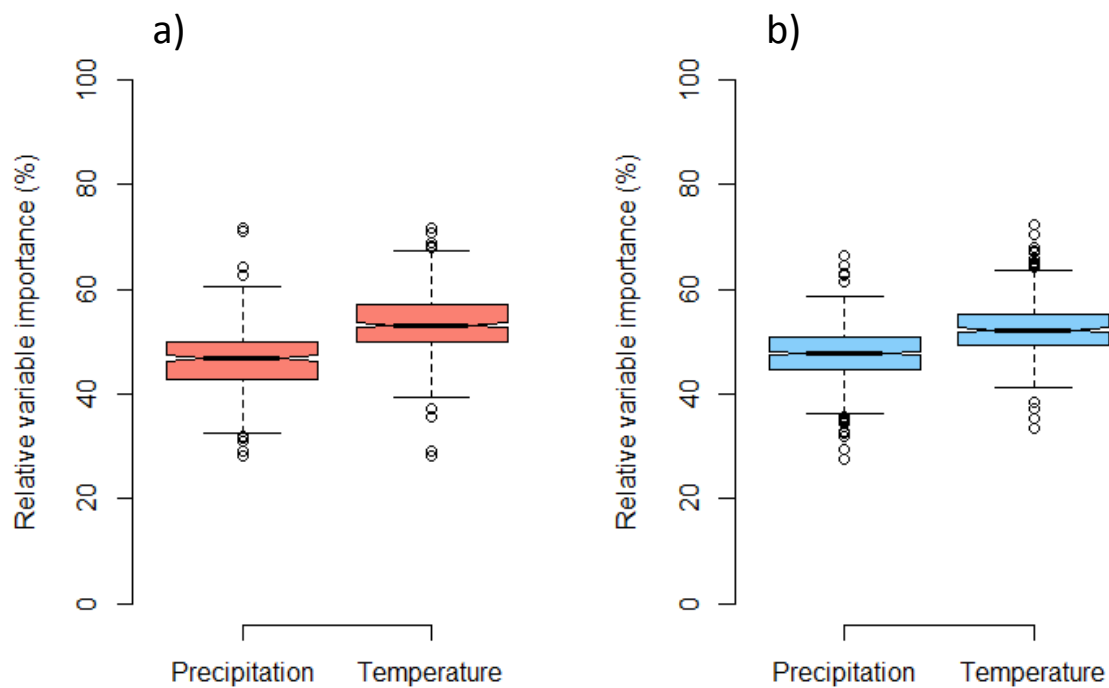 a)
Relative variable importance (%)
100
80
60
40
20
0
Precipitation
Temperature
b)
Relative variable importance (%)
100
80
60
40
20
0
Precipitation
Temperature